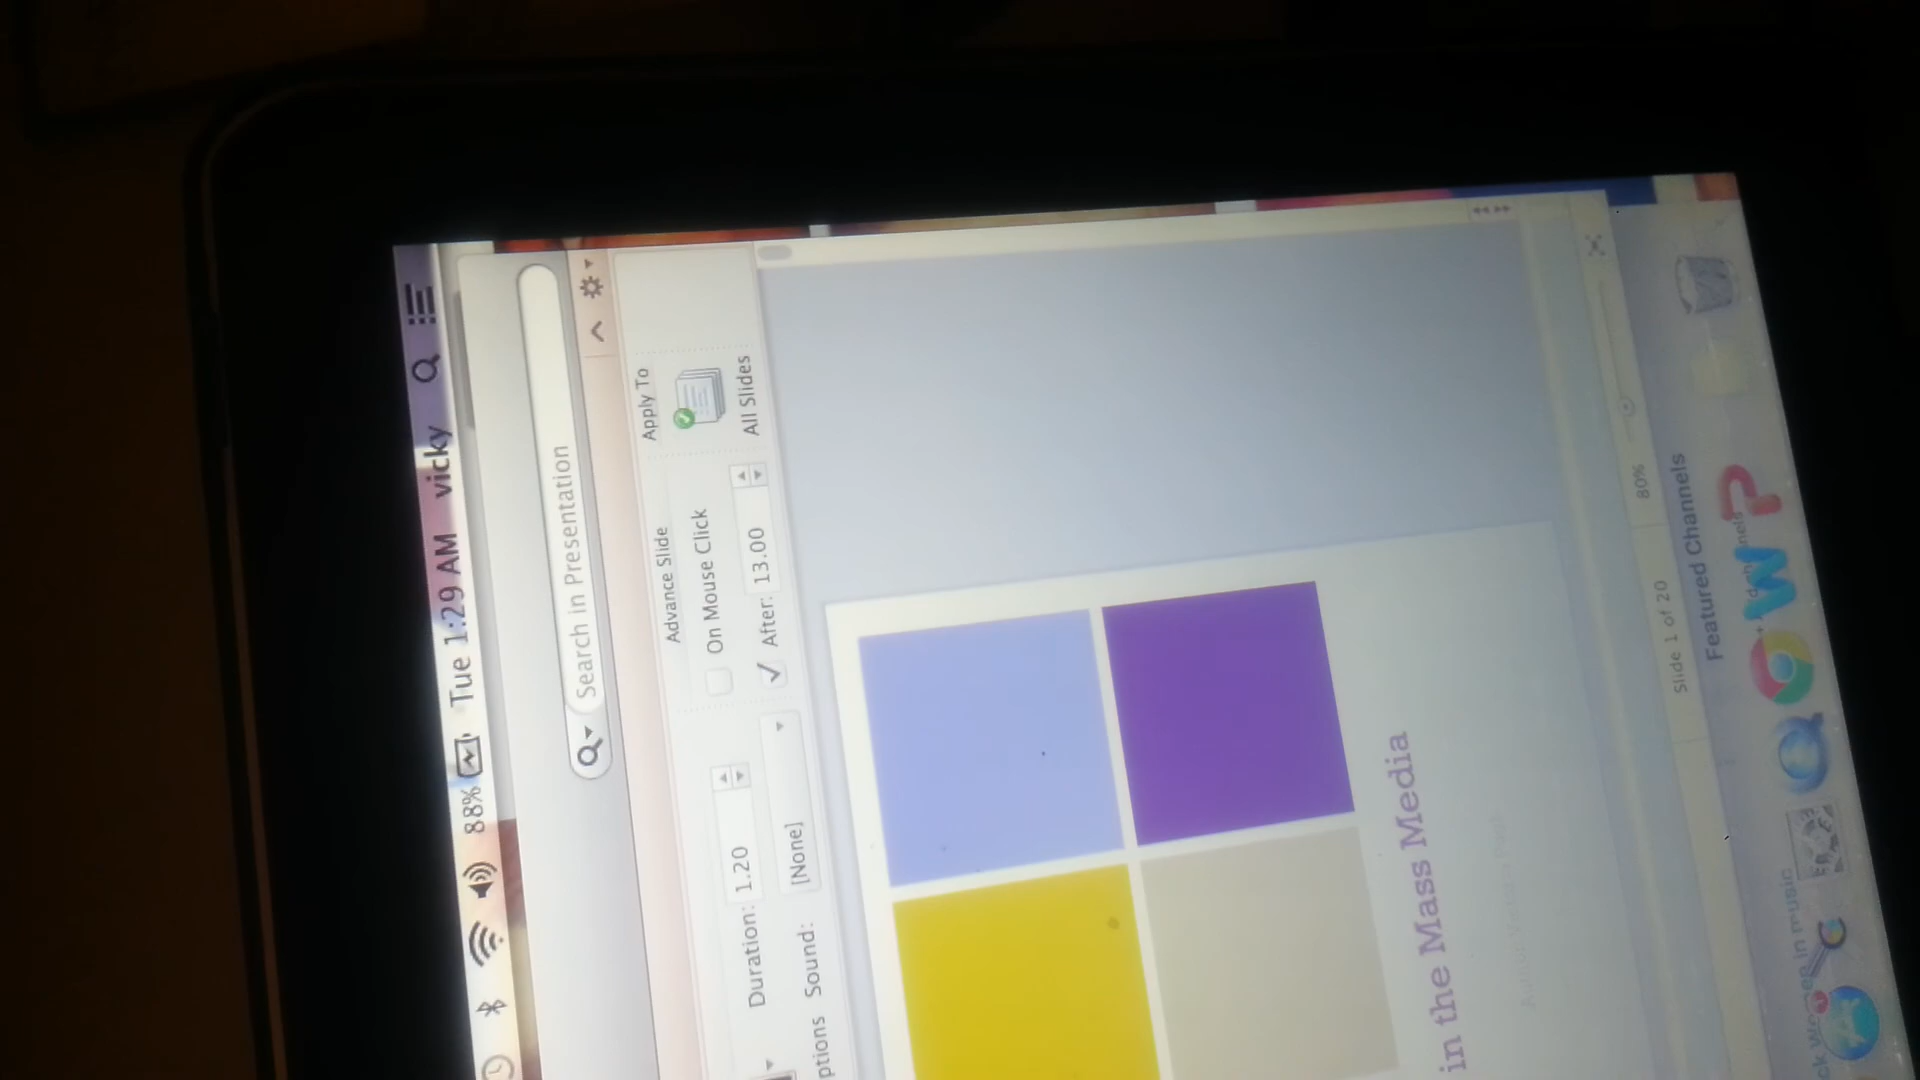 88% Tue 1:29 AM vicky
Search in Presentation
Duration: 1.20
Advance Slide
Apply To
On Mouse Click
ptions Sound: [None]
After: 13.00
All Slides
in the Mass Media
Slide 1 of 20
80%
Featured Channels
in music